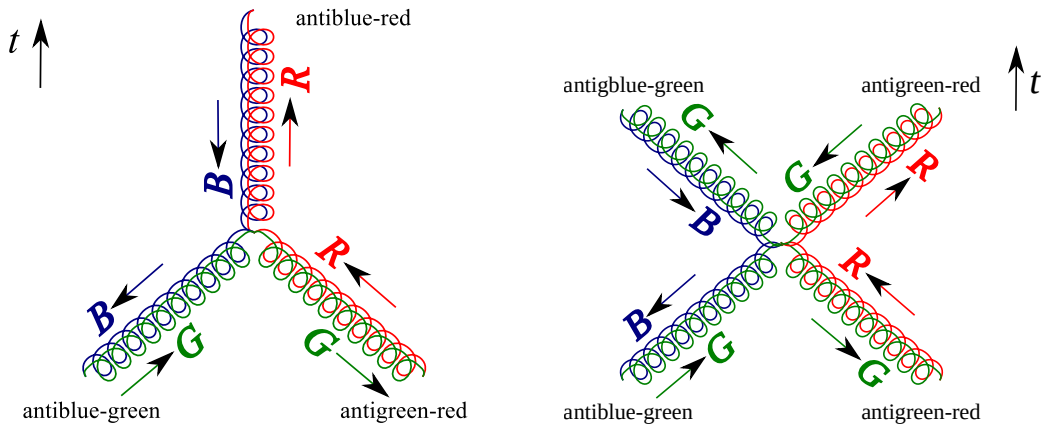 antiblue-red
t
R
B
R
B
G
G
antiblue-green
antigreen-red
antigblue-green
antigreen-red
t
G
G
R
B
R
B
G
G
antiblue-green
antigreen-red